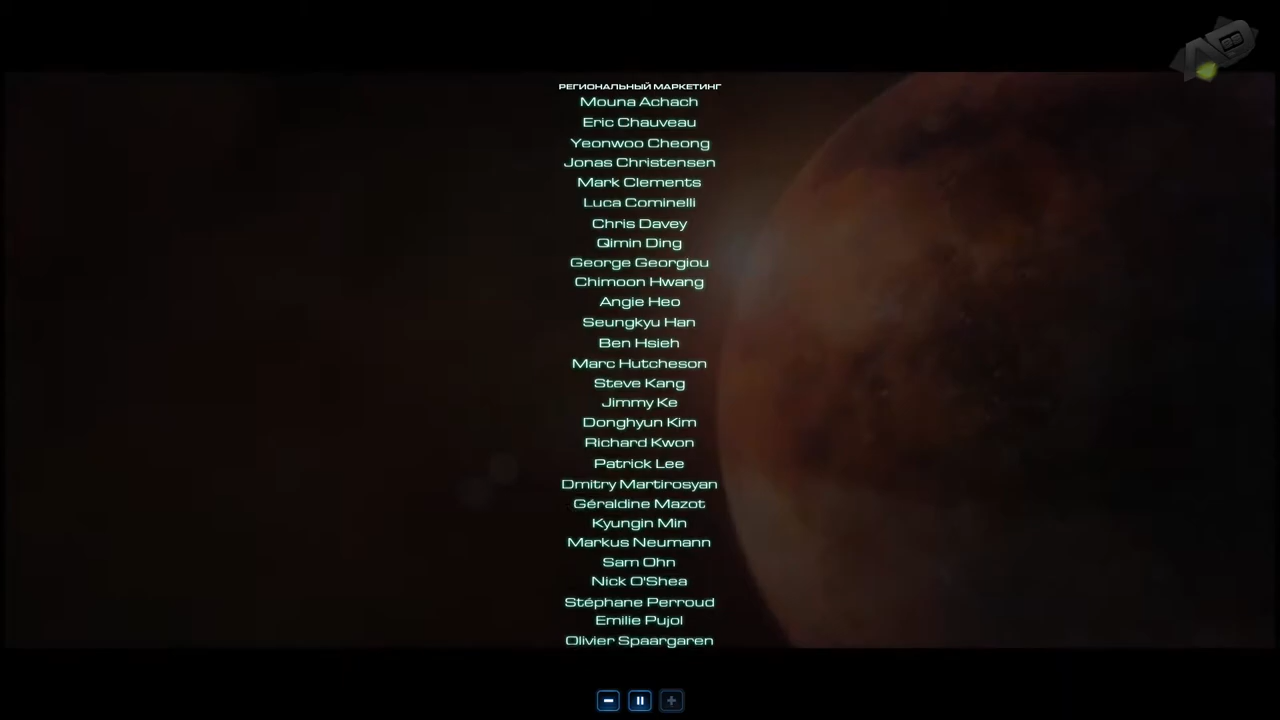 РЕГИОНАЛЬНЫЙ МАРКЕТИНГ
Mouna Achach
Eric Chauveau
Yeonwoo Cheong
Jonas Christensen
Mark Clements
Luca Cominelli
Chris Davey
Qimin Ding
George Georgiou
Chimoon Hwang
Angie Heo
Seungkyu Han
Ben Hsieh
Marc Hutcheson
Steve Kang
Jimmy Ke
Donghyun Kim
Richard Kwon
Patrick Lee
Dmitry Martirosyan
Géraldine Mazot
Kyungin Min
Markus Neumann
Sam Ohn
Nick O'Shea
Stéphane Perroud
Emilie Pujol
Olivier Spaargaren